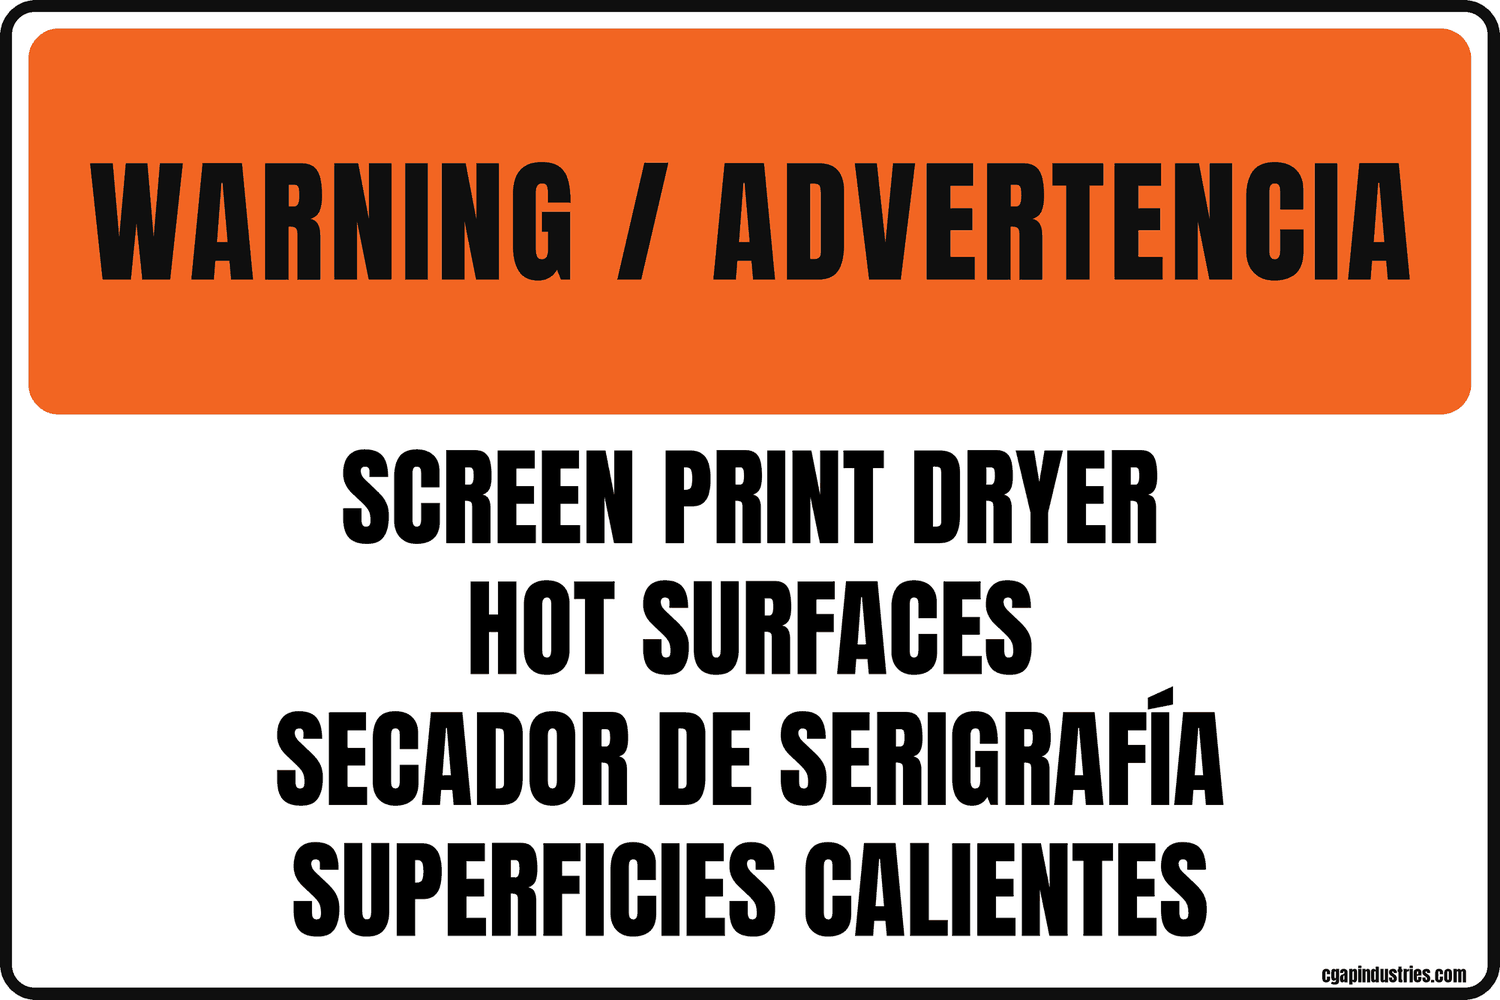 WARNING / ADVERTENCIA
SCREEN PRINT DRYER
HOT SURFACES
SECADOR DE SERIGRAFÍA
SUPERFICIES CALIENTES
cgapindustries.com